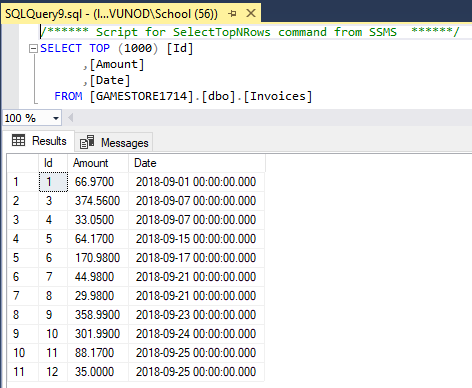 SQLQuery9.sql - (l...VUNOD\School (56))
/****** Script for SelectTopNRows command from SSMS ******/
SELECT TOP (1000) [Id]
,[Amount]
,[Date]
FROM [GAMESTORE1714].[dbo].[Invoices]
100 %
Results Messages
Id Amount Date
1 1 66.9700 2018-09-01 00:00:00.000
2 3 374.5600 2018-09-07 00:00:00.000
3 4 33.0500 2018-09-07 00:00:00.000
4 5 64.1700 2018-09-15 00:00:00.000
5 6 170.9800 2018-09-17 00:00:00.000
6 7 44.9800 2018-09-21 00:00:00.000
7 8 29.9800 2018-09-21 00:00:00.000
8 9 358.9900 2018-09-23 00:00:00.000
9 10 301.9900 2018-09-24 00:00:00.000
10 11 88.1700 2018-09-25 00:00:00.000
11 12 35.0000 2018-09-25 00:00:00.000